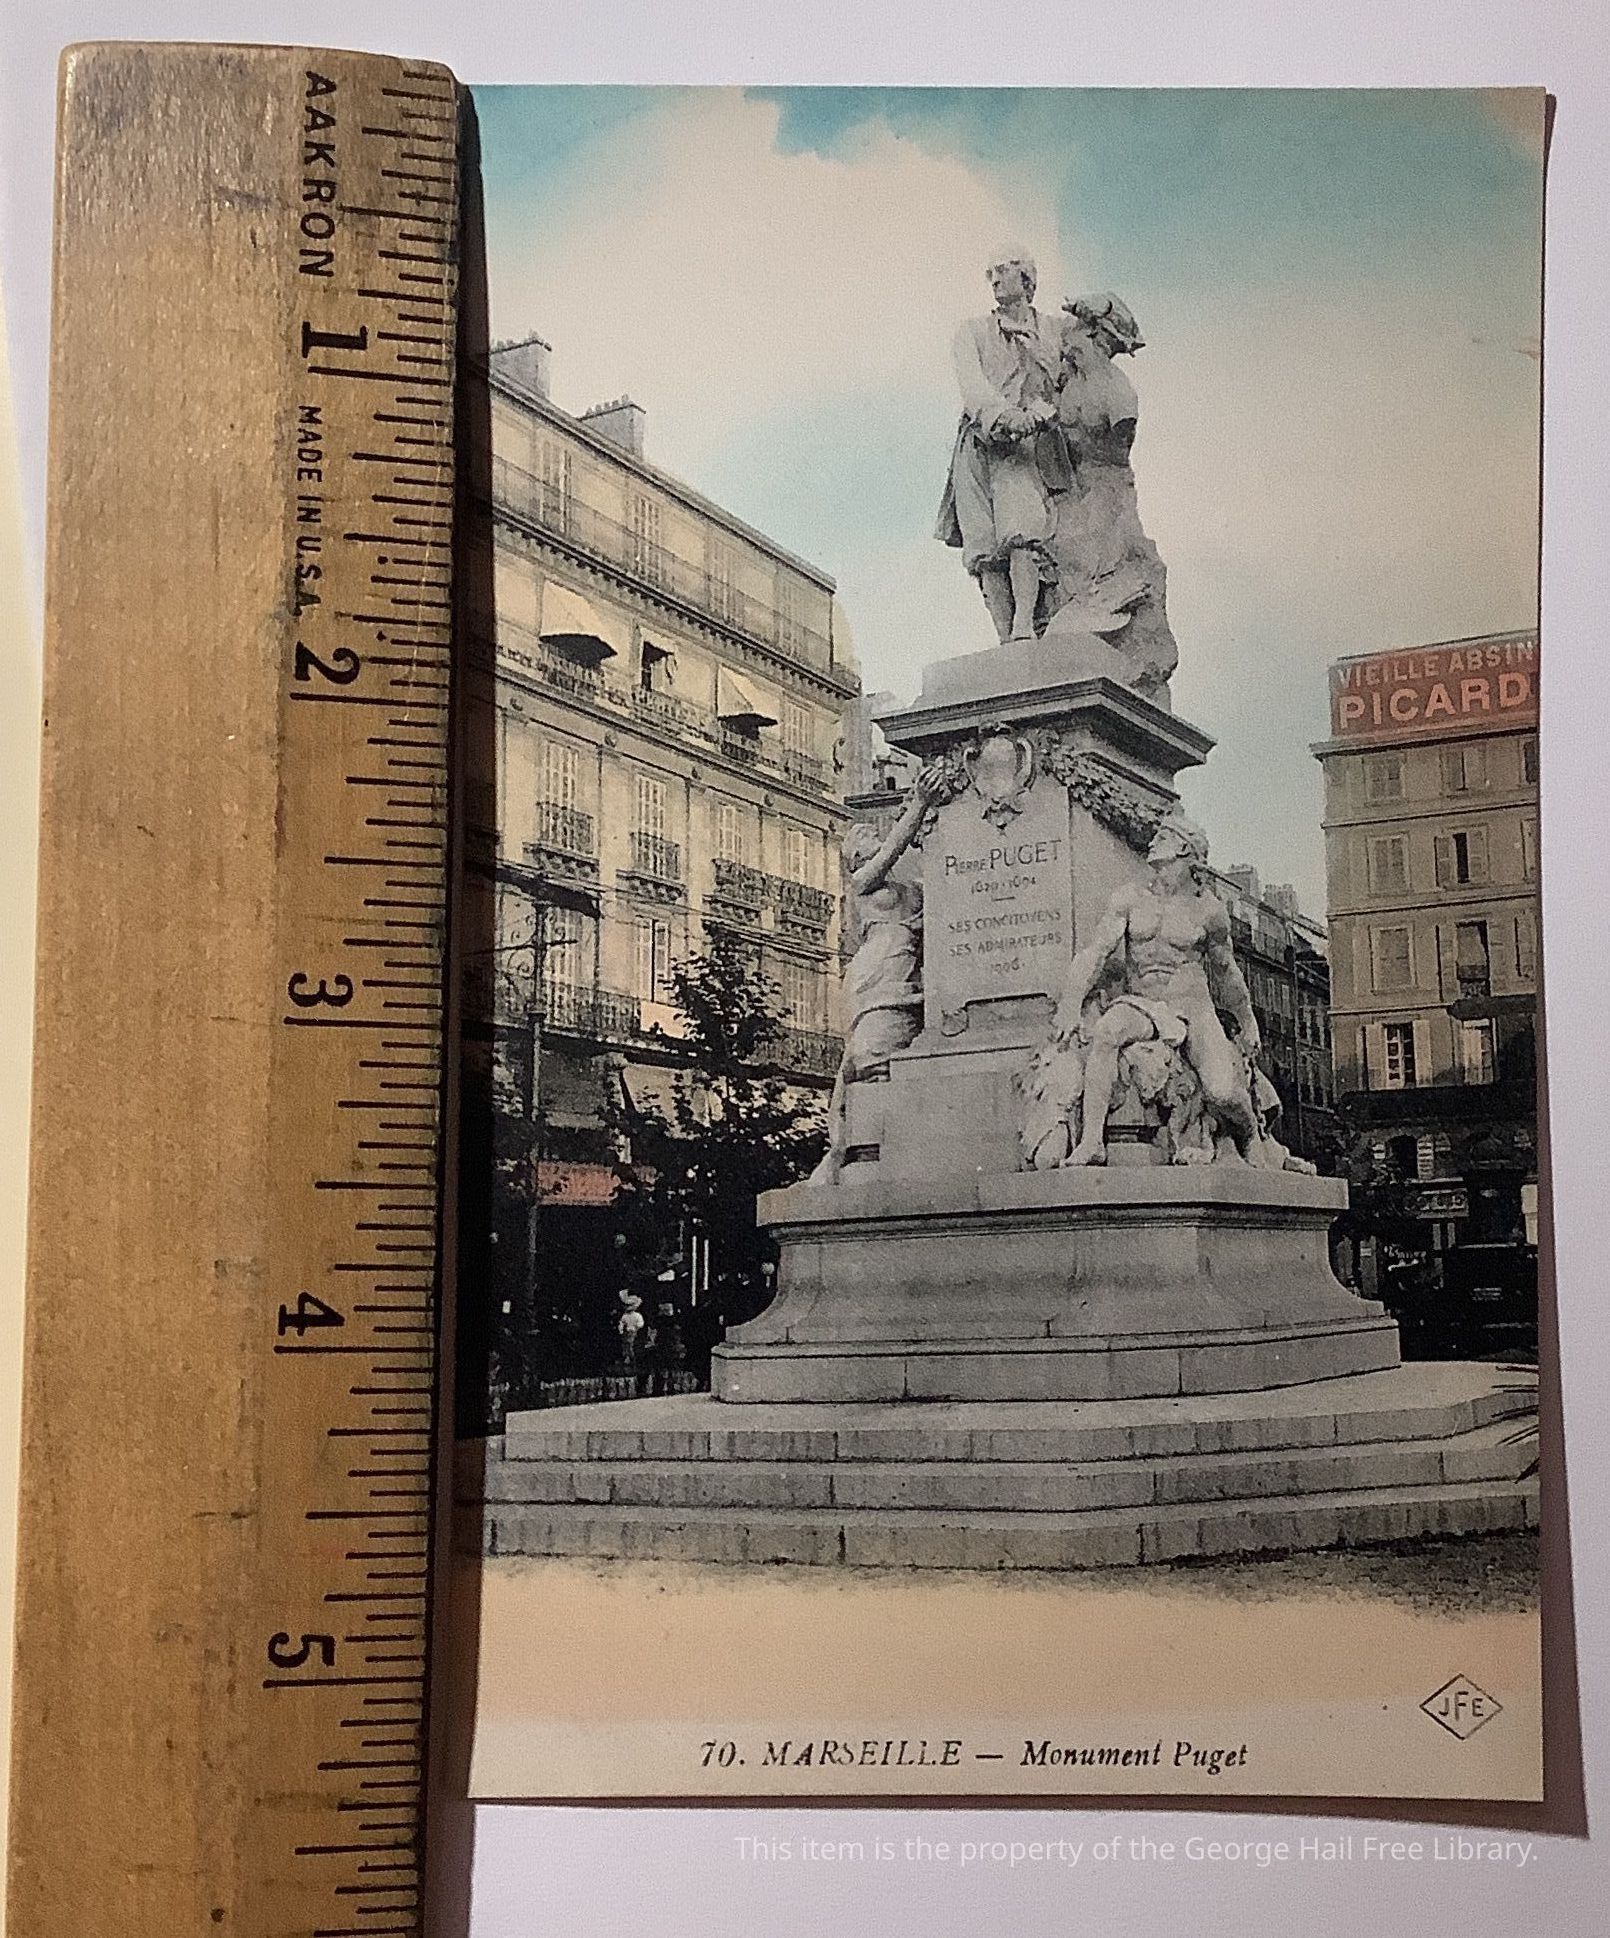 AAKRON
1
MADE IN U.S.A.
2
3
4
5
VIEILLE ABSIN
PICARD
PIERRE PUGET
SES CONCITOYENS
SES ADMIRATEURS
1906
JFE
70. MARSEILLE — Monument Puget
This item is the property of the George Hail Free Library.